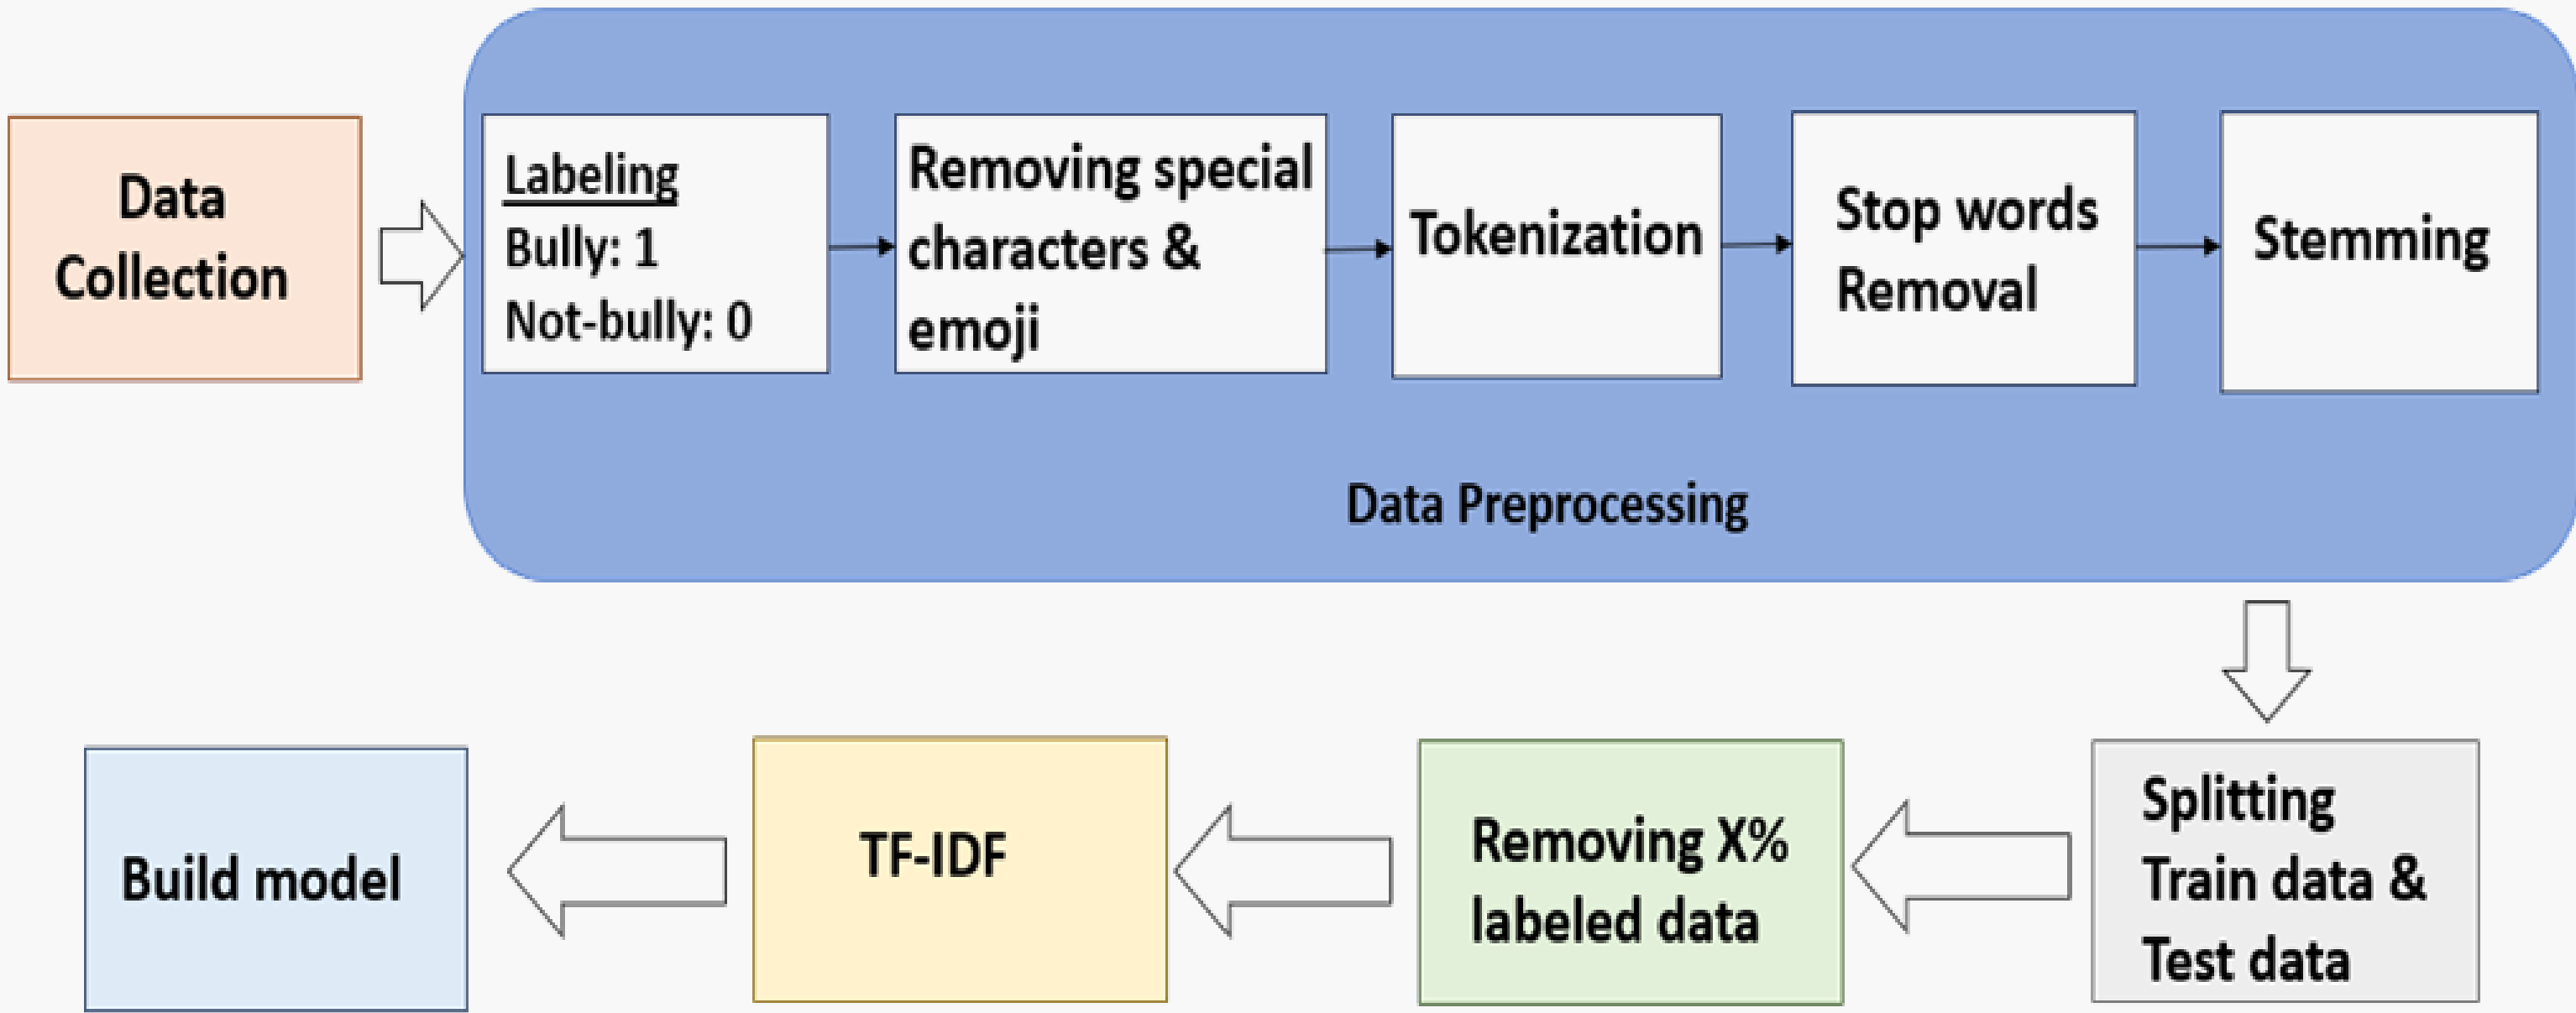 Data
Collection
Labeling
Bully: 1
Not-bully: 0
Removing special
characters &
emoji
Tokenization
Stop words
Removal
Stemming
Data Preprocessing
Splitting
Train data &
Test data
Removing X%
labeled data
TF-IDF
Build model